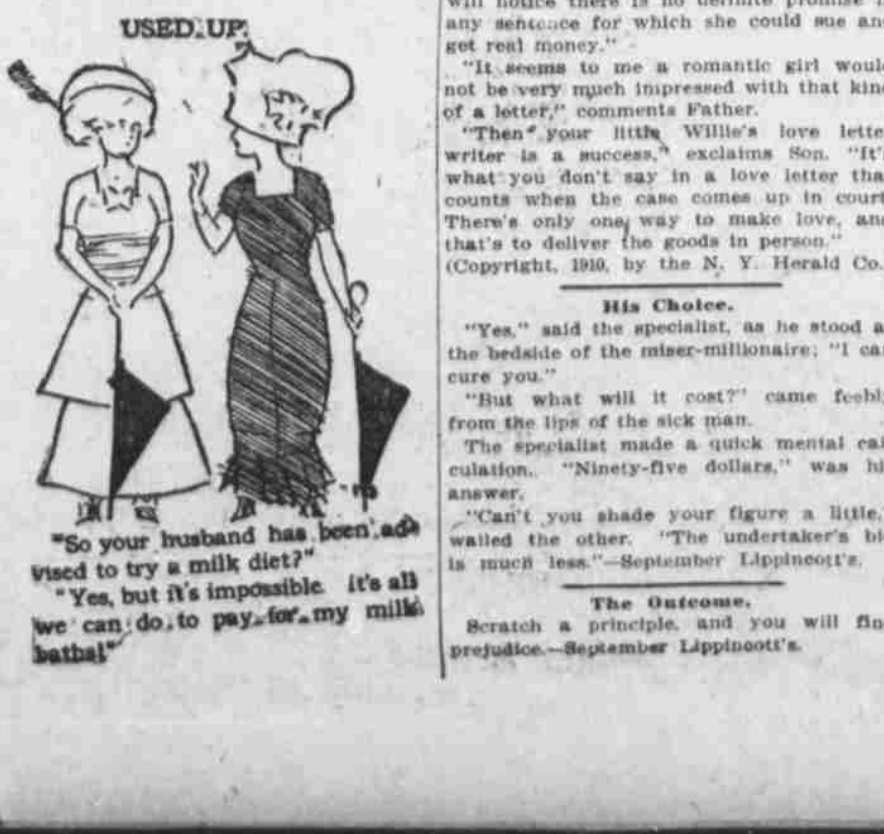 USED UP.
"So your husband has been ad-
vised to try a milk diet?"
"Yes, but it's impossible. It's all
we can do to pay for my milk
baths!"
will notice there is no definite promise
any sentence for which she could sue and
get real money."
"It seems to me a romantic girl would
not be very much impressed with that kind
of a letter," comments Father.
"Then your little Willie's love letter
writer is a success," exclaims Son. "It's
what you don't say in a love letter that
counts when the case comes up in court.
There's only one way to make love, and
that's to deliver the goods in person."
(Copyright, 1910, by the N. Y. Herald Co.
His Choice.
"Yes," said the specialist, as he stood at
the bedside of the miser-millionaire; "I can
cure you."
"But what will it cost?" came feebly
from the lips of the sick man.
The specialist made a quick mental cal-
culation. "Ninety-five dollars," was his
answer.
"Can't you shade your figure a little,"
wailed the other. "The undertaker's bi
is much less."—September Lippincott's.
The Outcome.
Scratch a principle, and you will find
prejudice.—September Lippincott's.